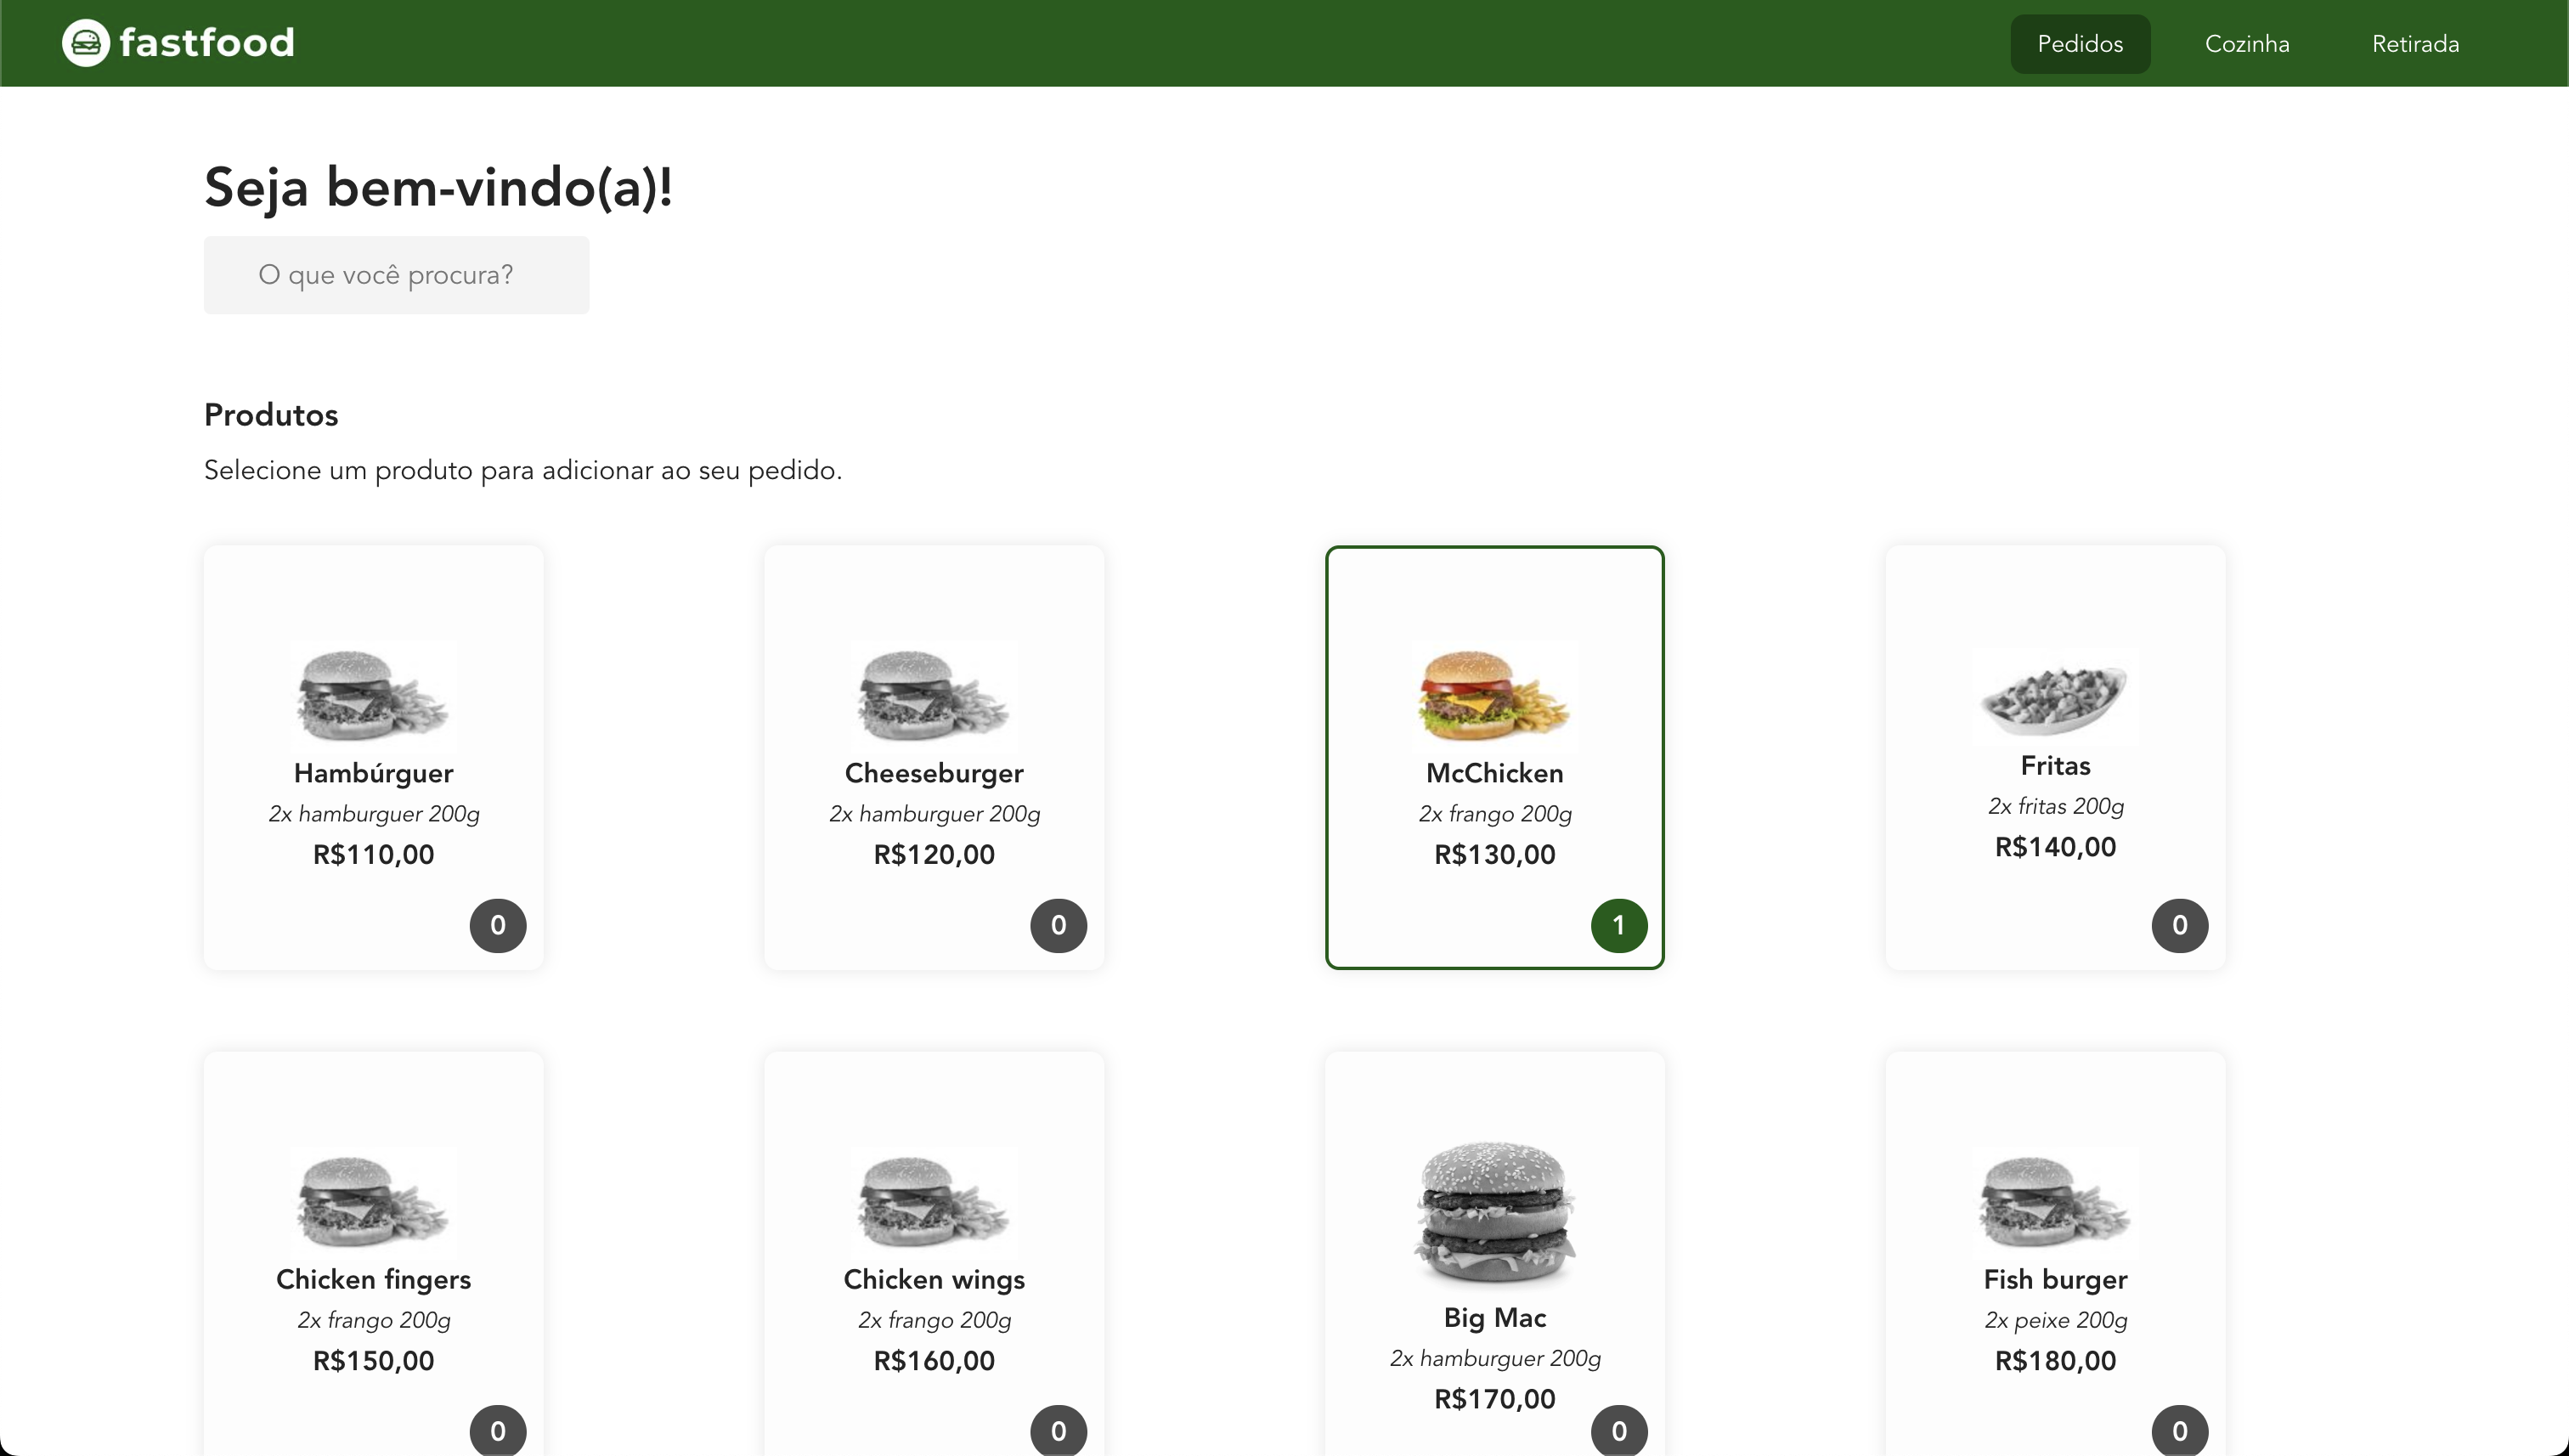 fastfood
Pedidos Cozinha Retirada
Seja bem-vindo(a)!
O que você procura?
Produtos
Selecione um produto para adicionar ao seu pedido.
Hambúrguer
2x hamburguer 200g
R$110,00
0
Cheeseburger
2x hamburguer 200g
R$120,00
0
McChicken
2x frango 200g
R$130,00
1
Fritas
2x fritas 200g
R$140,00
0
Chicken fingers
2x frango 200g
R$150,00
0
Chicken wings
2x frango 200g
R$160,00
0
Big Mac
2x hamburguer 200g
R$170,00
0
Fish burger
2x peixe 200g
R$180,00
0